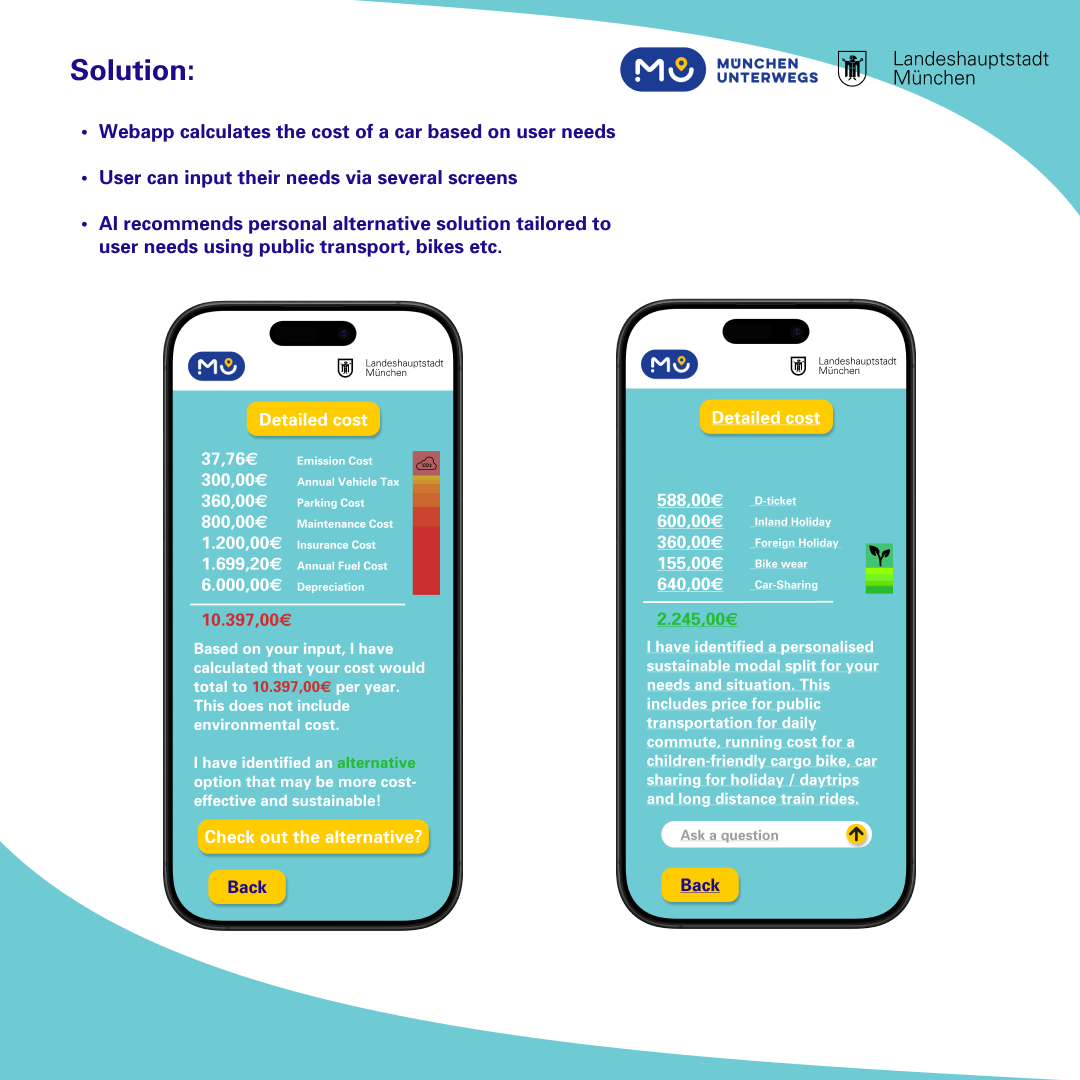 Solution:
MÜNCHEN
UNTERWEGS
Landeshauptstadt
München
• Webapp calculates the cost of a car based on user needs
• User can input their needs via several screens
• AI recommends personal alternative solution tailored to
user needs using public transport, bikes etc.
Landeshauptstadt
München
Detailed cost
37,76€ Emission Cost
CO2
300,00€ Annual Vehicle Tax
360,00€ Parking Cost
800,00€ Maintenance Cost
1.200,00€ Insurance Cost
1.699,20€ Annual Fuel Cost
6.000,00€ Depreciation
10.397,00€
Based on your input, I have
calculated that your cost would
total to 10.397,00€ per year.
This does not include
environmental cost.
I have identified an alternative
option that may be more cost-
effective and sustainable!
Check out the alternative?
Back
Landeshauptstadt
München
Detailed cost
588,00€ D-ticket
600,00€ Inland Holiday
360,00€ Foreign Holiday
155,00€ Bike wear
640,00€ Car-Sharing
2.245,00€
I have identified a personalised
sustainable modal split for your
needs and situation. This
includes price for public
transportation for daily
commute, running cost for a
children-friendly cargo bike, car
sharing for holiday / daytrips
and long distance train rides.
Ask a question
Back